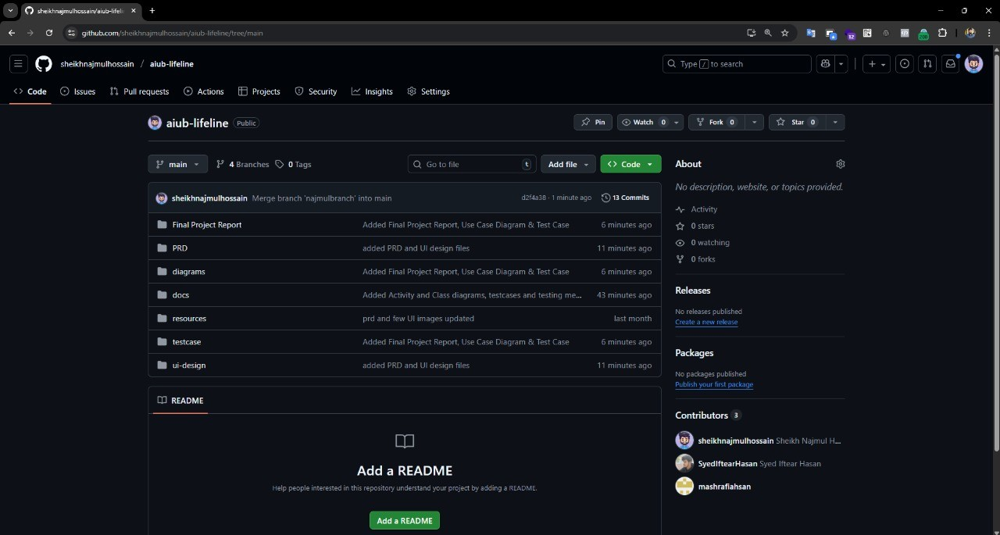 sheikhnajmulhossain/aiub-lifeli
github.com/sheikhnajmulhossain/aiub-lifeline/tree/main
12
200
sheikhnajmulhossain / aiub-lifeline
Type / to search
Code Issues Pull requests Actions Projects Security Insights Settings
aiub-lifeline Public
Pin Watch 0 Fork 0 Star 0
main 4 Branches 0 Tags
Go to file t Add file Code
sheikhnajmulhossain Merge branch 'najmulbranch' into main d2f4a38 · 1 minute ago 13 Commits
Final Project Report Added Final Project Report, Use Case Diagram & Test Case 6 minutes ago
PRD added PRD and UI design files 11 minutes ago
diagrams Added Final Project Report, Use Case Diagram & Test Case 6 minutes ago
docs Added Activity and Class diagrams, testcases and testing me... 43 minutes ago
resources prd and few UI images updated last month
testcase Added Final Project Report, Use Case Diagram & Test Case 6 minutes ago
ui-design added PRD and UI design files 11 minutes ago
README
Add a README
Help people interested in this repository understand your project by adding a README.
Add a README
About
No description, website, or topics provided.
Activity
0 stars
0 watching
0 forks
Releases
No releases published
Create a new release
Packages
No packages published
Publish your first package
Contributors 3
sheikhnajmulhossain Sheikh Najmul H...
SyedIftearHasan Syed Iftear Hasan
mashrafiahsan